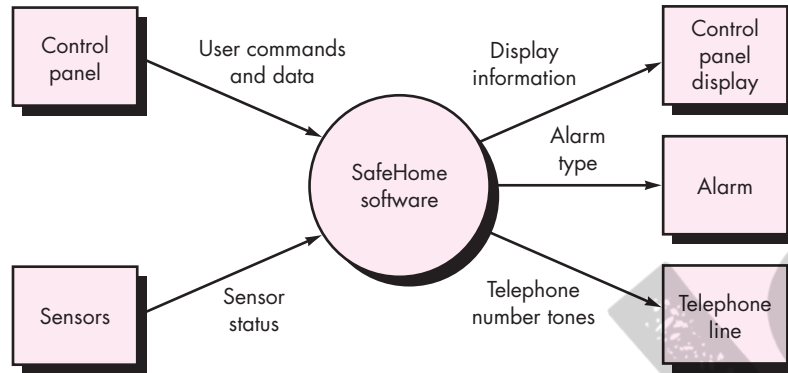 Control
panel
User commands
and data
Display
information
Control
panel
display
SafeHome
software
Alarm
type
Alarm
Sensors
Sensor
status
Telephone
number tones
Telephone
line